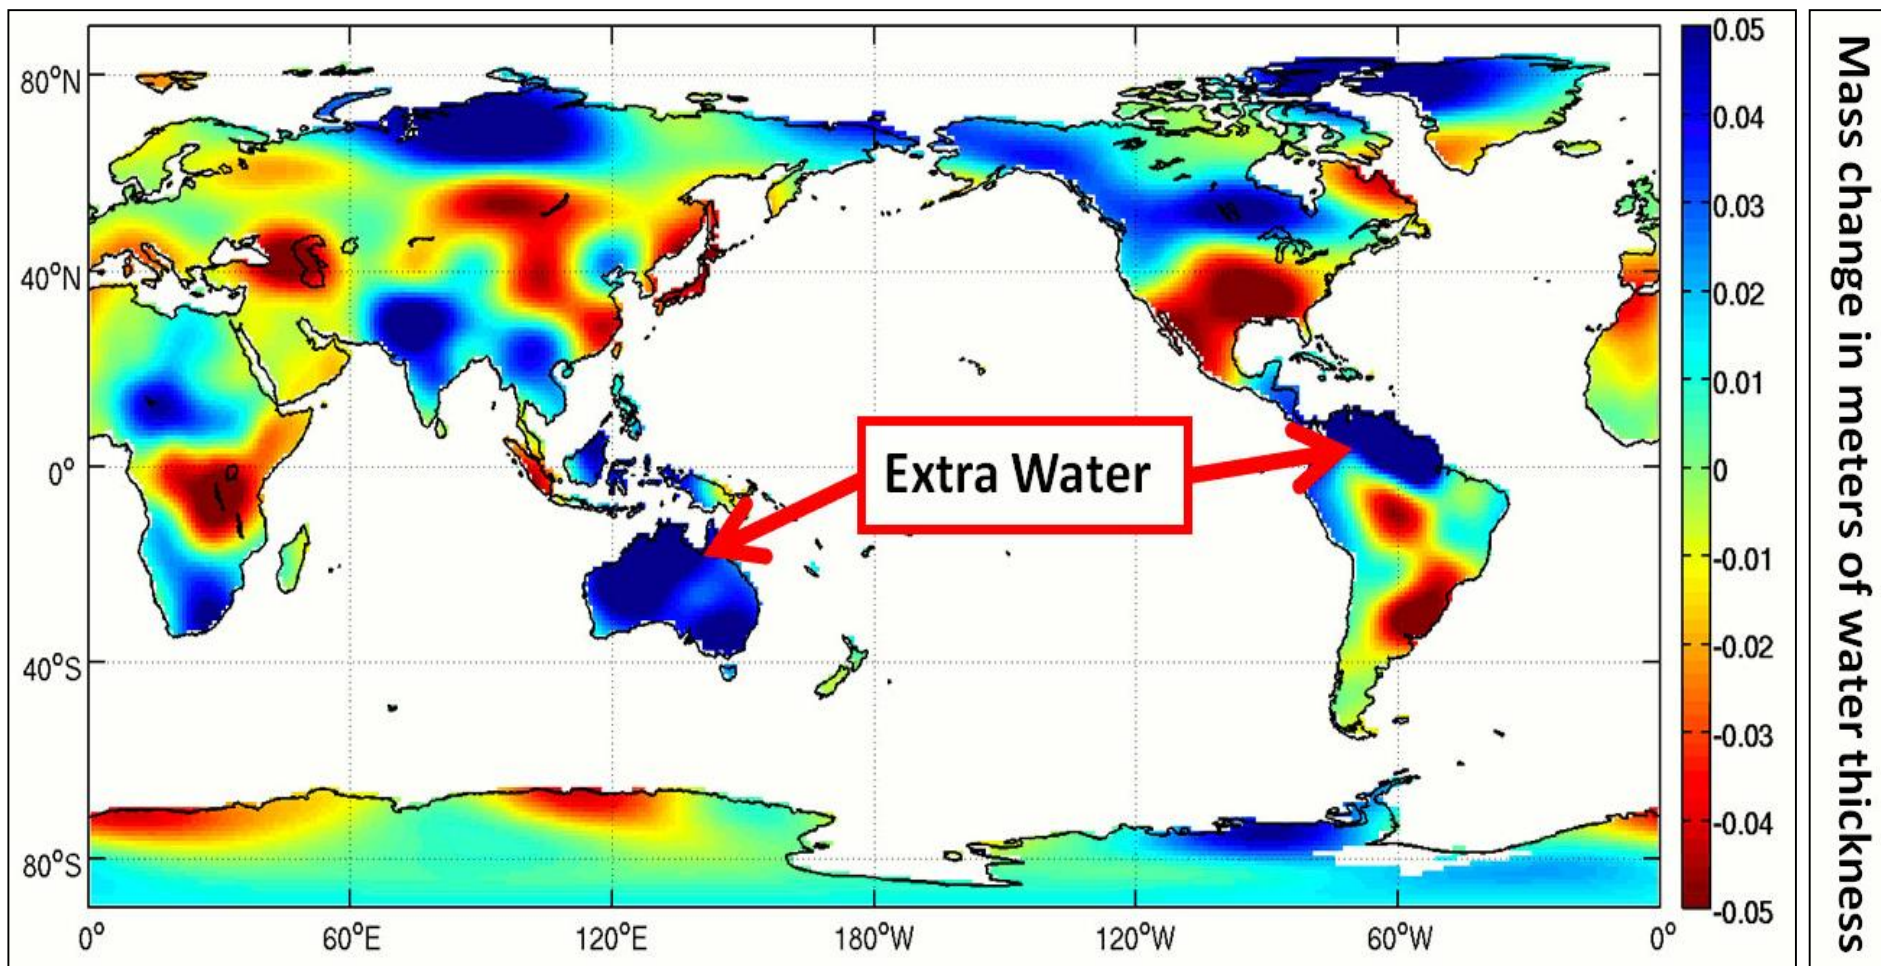 80°N
40°N
0°
40°S
80°S
0°
60°E
120°E
180°W
120°W
60°W
0°
Extra Water
0.05
0.04
0.03
0.02
0.01
0
-0.01
-0.02
-0.03
-0.04
-0.05
Mass change in meters of water thickness